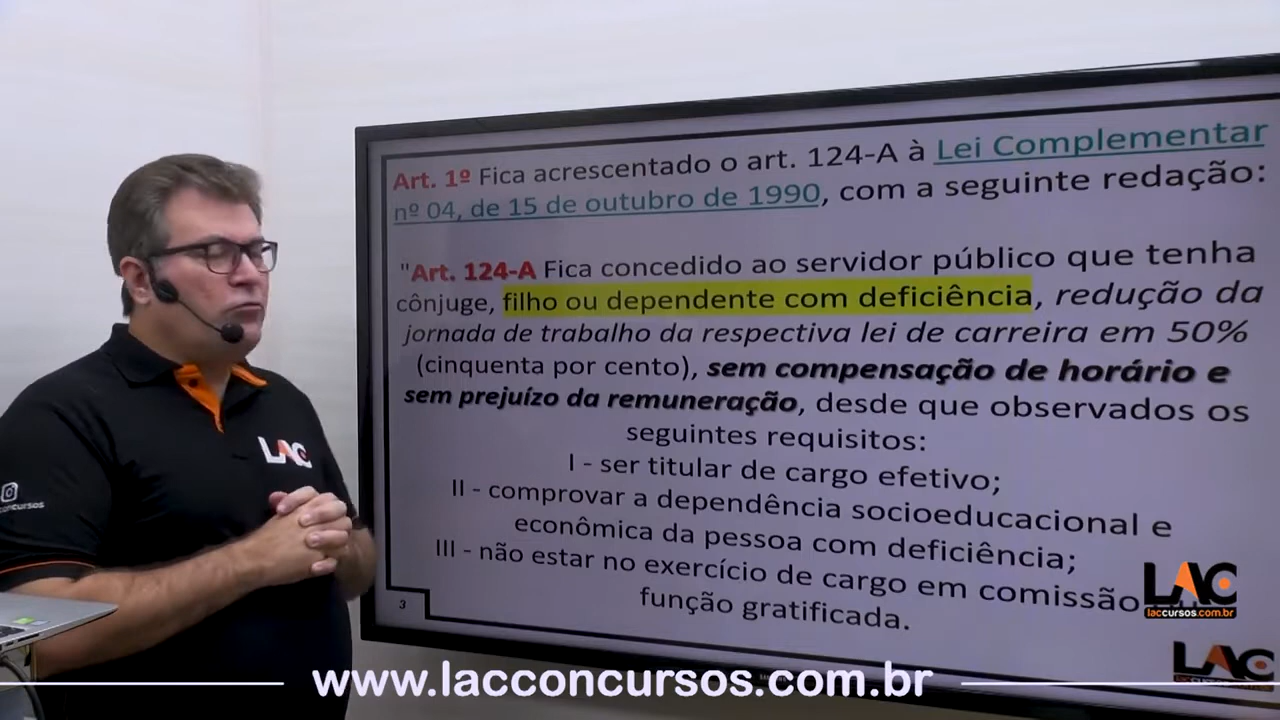 Art. 1º Fica acrescentado o art. 124-A à Lei Complementar
nº 04, de 15 de outubro de 1990, com a seguinte redação:
"Art. 124-A Fica concedido ao servidor público que tenha
cônjuge, filho ou dependente com deficiência, redução da
jornada de trabalho da respectiva lei de carreira em 50%
(cinquenta por cento), sem compensação de horário e
sem prejuízo da remuneração, desde que observados os
seguintes requisitos:
I - ser titular de cargo efetivo;
II - comprovar a dependência socioeducacional e
econômica da pessoa com deficiência;
III - não estar no exercício de cargo em comissão
função gratificada.
3
LAC
laccursos.com.br
LAC
LAC
concursos
www.lacconcursos.com.br